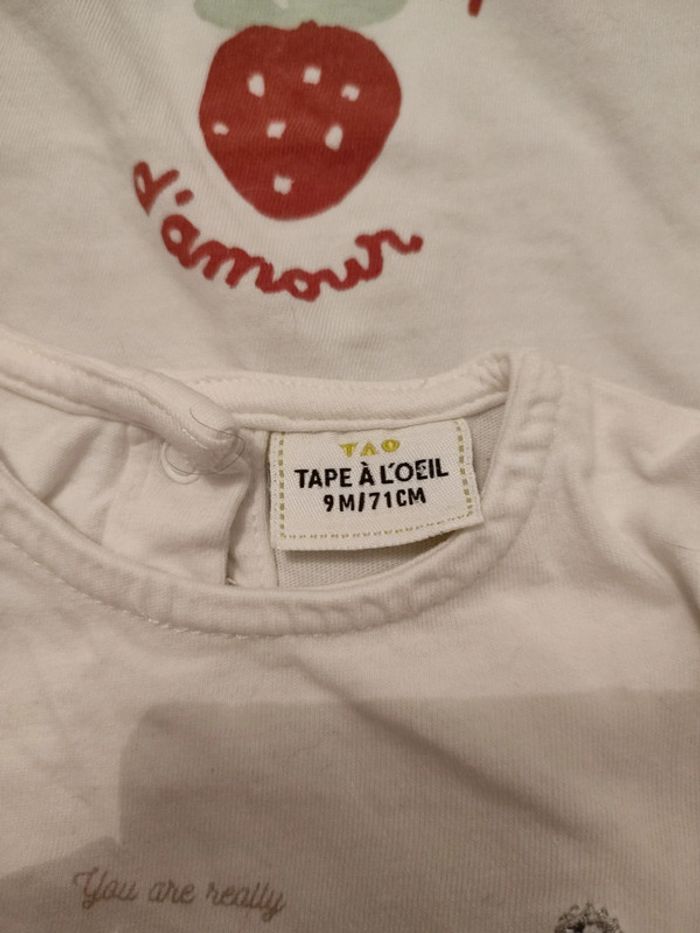 d'amour
TAO
TAPE À L'OEIL
9M/71CM
You are really